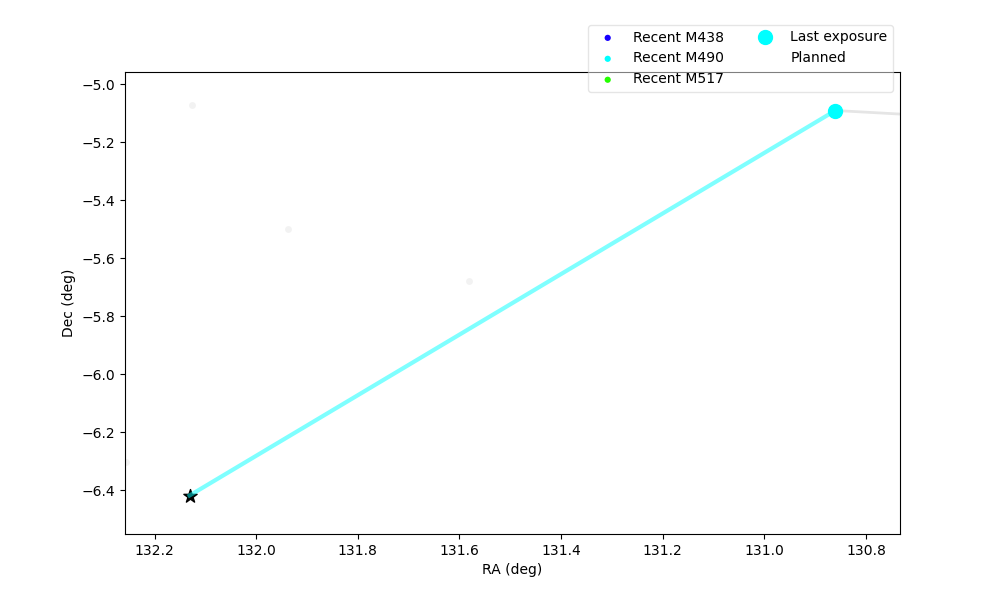 Recent M438
Recent M490
Recent M517
Last exposure
Planned
Dec (deg)
−5.0
−5.2
−5.4
−5.6
−5.8
−6.0
−6.2
−6.4
132.2 132.0 131.8 131.6 131.4 131.2 131.0 130.8
RA (deg)